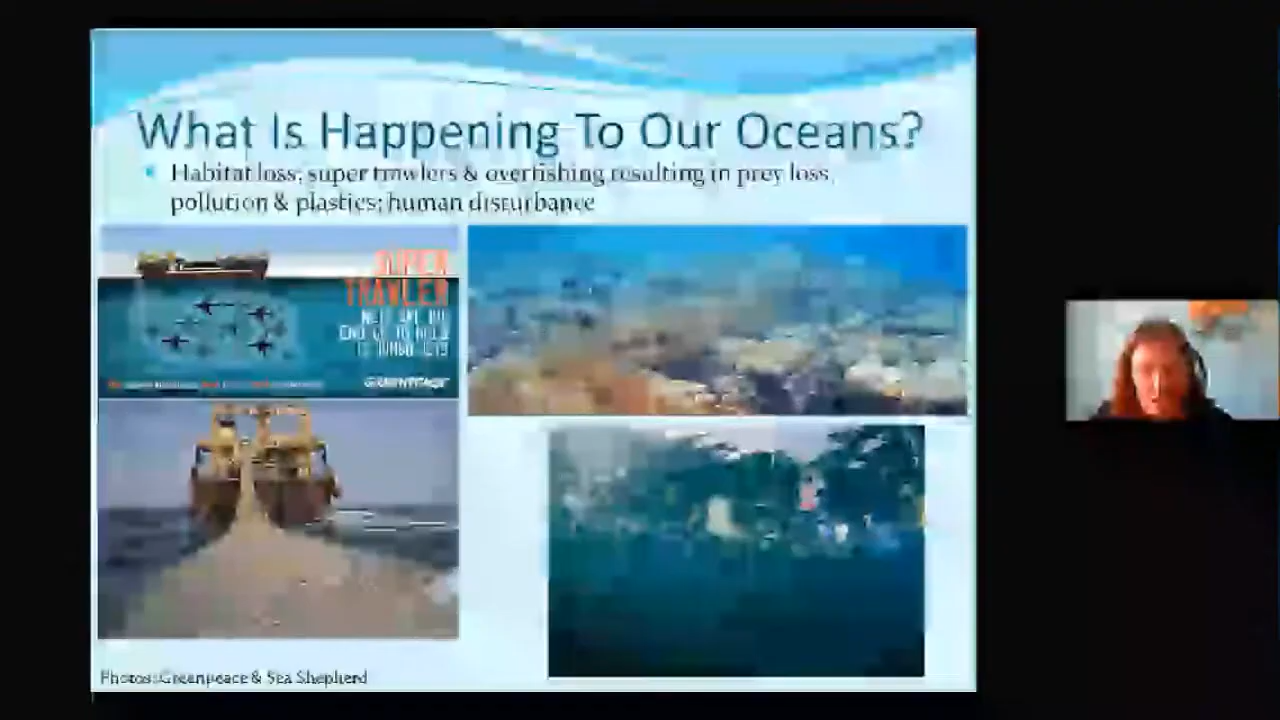 What Is Happening To Our Oceans?
Habitat loss; super trawlers & overfishing resulting in prey loss,
pollution & plastics; human disturbance
SUPER
TRAWLER
GREENPEACE
Photos: Greenpeace & Sea Shepherd